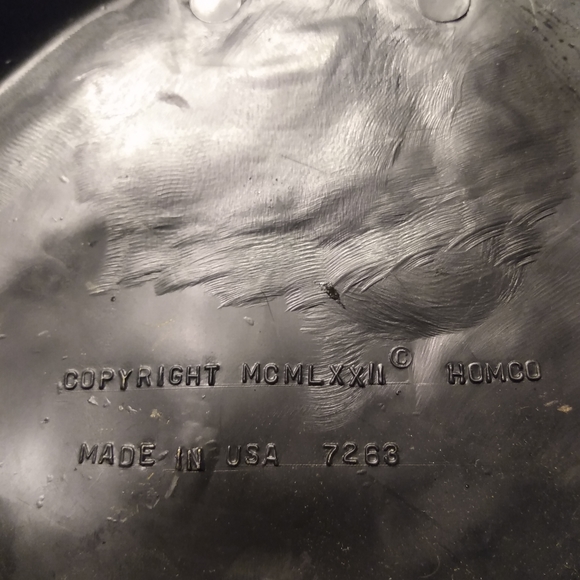 COPYRIGHT MCMLXXII© HOMCO
MADE IN USA 7263